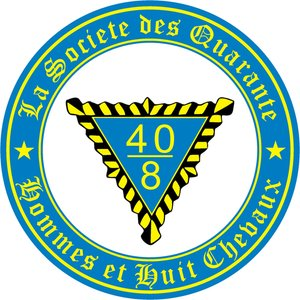 La Societe des Quarante
40
8
Hommes et Huit Chevaux